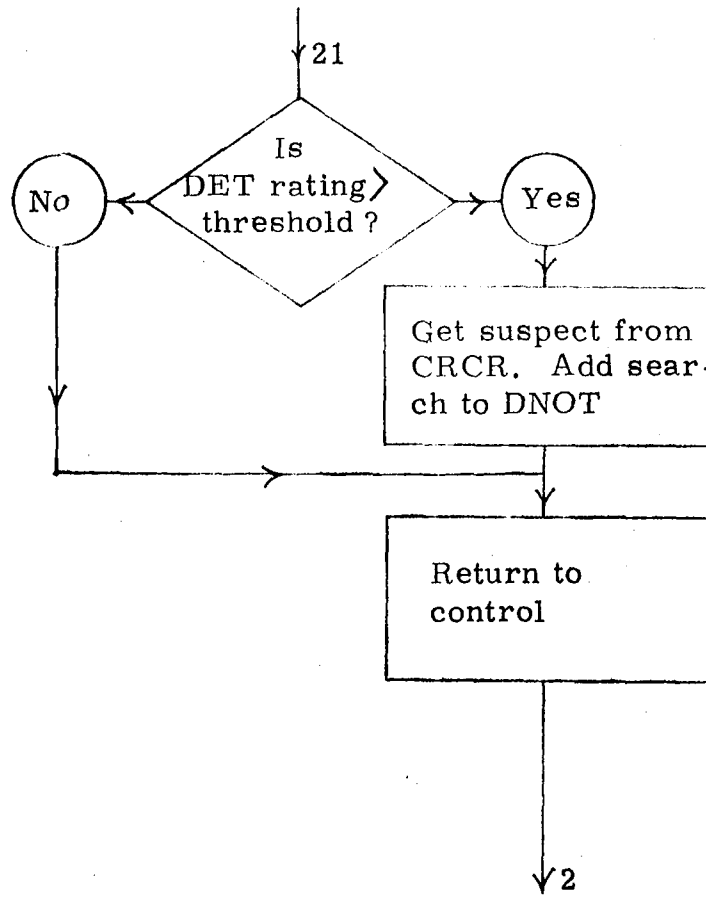 21
Is
DET rating >
threshold ?
No
Yes
Get suspect from
CRCR. Add sear-
ch to DNOT
Return to
control
2